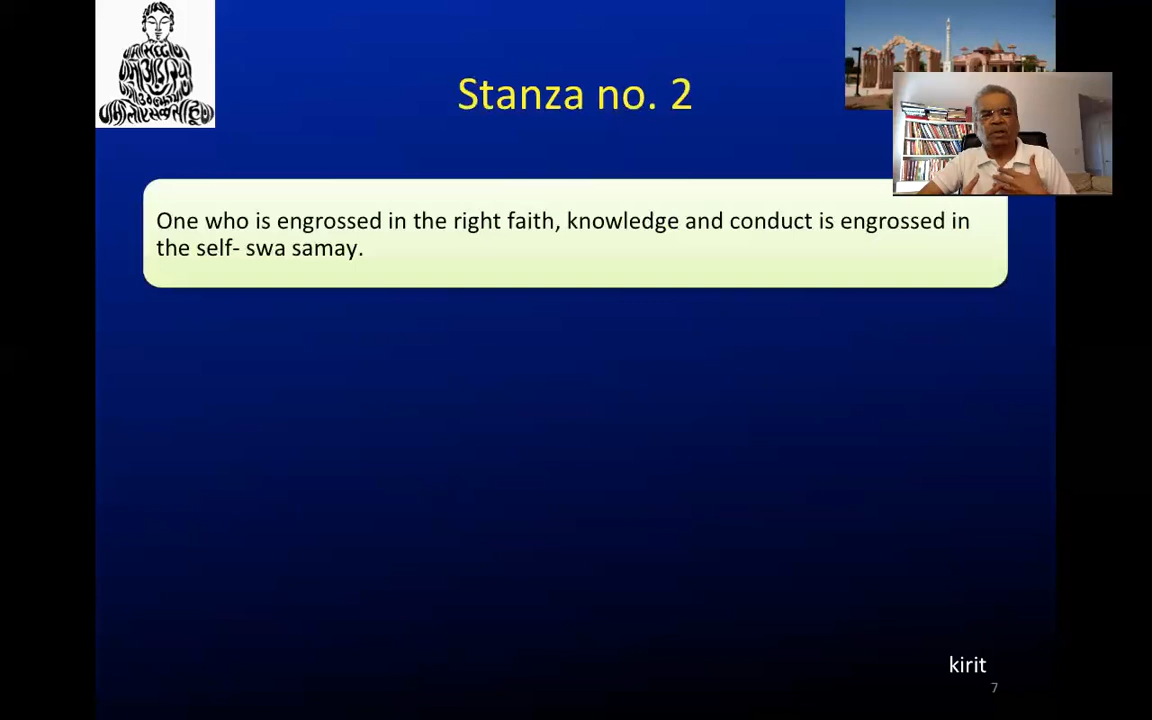 Stanza no. 2
One who is engrossed in the right faith, knowledge and conduct is engrossed in
the self- swa samay.
kirit
7